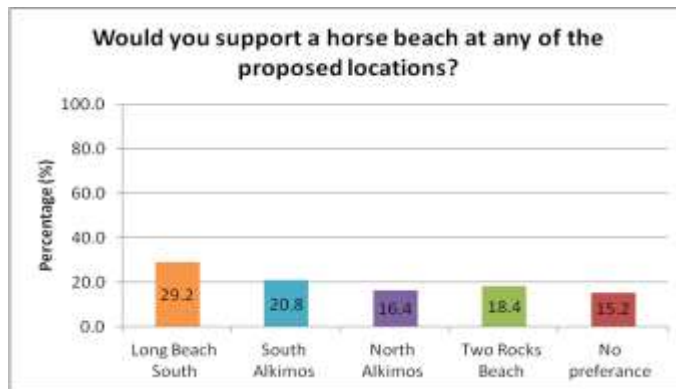 Would you support a horse beach at any of the
proposed locations?
Percentage (%)
100.0
80.0
60.0
40.0
20.0
0.0
29.2
20.8
16.4
18.4
15.2
Long Beach
South
South
Alkimos
North
Alkimos
Two Rocks
Beach
No
preferance